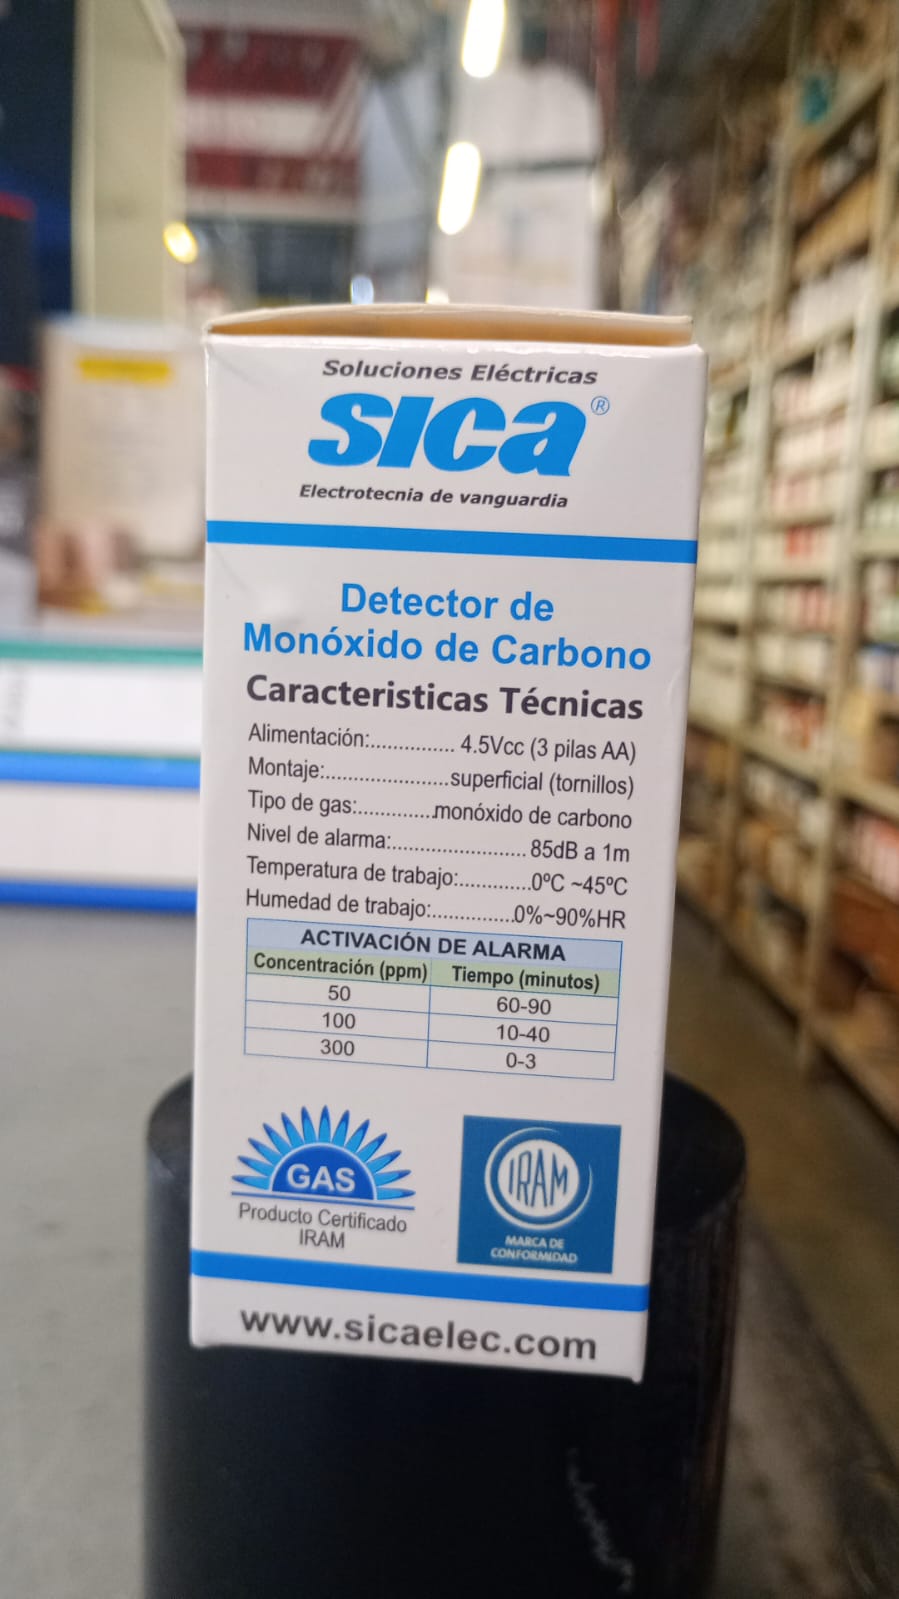 Soluciones Eléctricas
sica®
Electrotecnia de vanguardia
Detector de
Monóxido de Carbono
Caracteristicas Técnicas
Alimentación:............... 4.5Vcc (3 pilas AA)
Montaje:......................superficial (tornillos)
Tipo de gas:..............monóxido de carbono
Nivel de alarma:........................ 85dB a 1m
Temperatura de trabajo:.............0ºC ~45ºC
Humedad de trabajo:...............0%~90%HR
ACTIVACIÓN DE ALARMA
Concentración (ppm) Tiempo (minutos)
50 60-90
100 10-40
300 0-3
GAS
Producto Certificado
IRAM
IRAM
MARCA DE
CONFORMIDAD
www.sicaelec.com